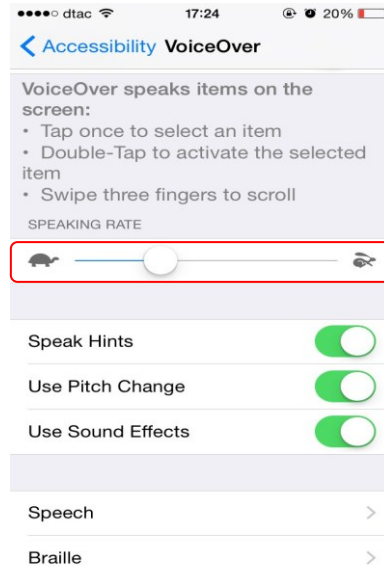 dtac 17:24 20%
Accessibility VoiceOver
VoiceOver speaks items on the
screen:
• Tap once to select an item
• Double-Tap to activate the selected
item
• Swipe three fingers to scroll
SPEAKING RATE
Speak Hints
Use Pitch Change
Use Sound Effects
Speech
Braille